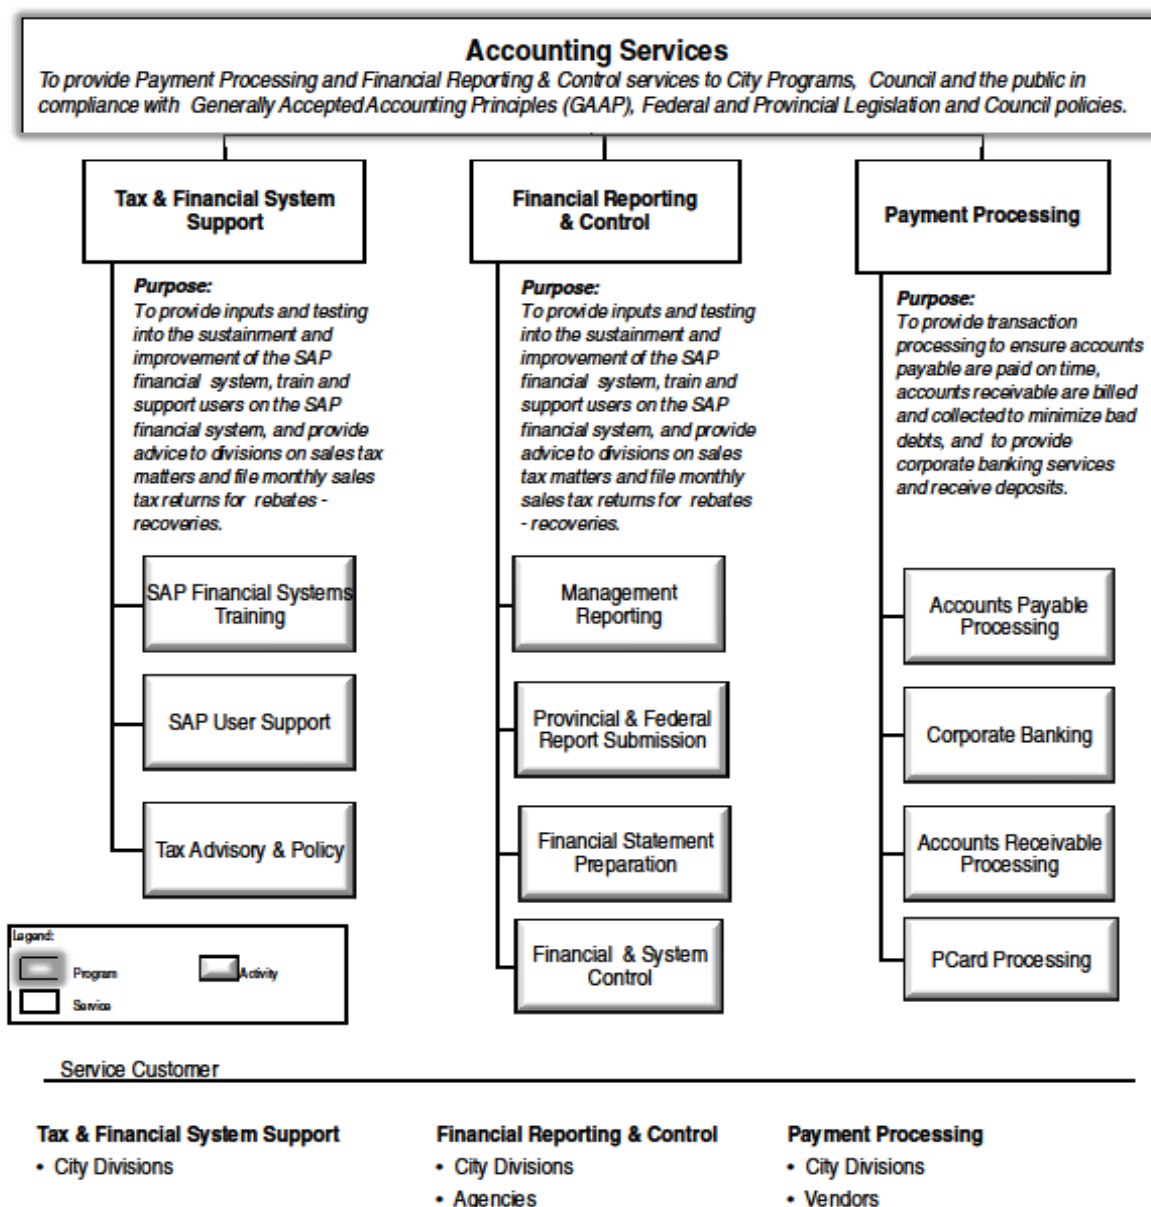 Accounting Services
To provide Payment Processing and Financial Reporting & Control services to City Programs, Council and the public in
compliance with Generally Accepted Accounting Principles (GAAP), Federal and Provincial Legislation and Council policies.
Tax & Financial System
Support
Purpose:
To provide inputs and testing
into the sustainment and
improvement of the SAP
financial system, train and
support users on the SAP
financial system, and provide
advice to divisions on sales tax
matters and file monthly sales
tax returns for rebates -
recoveries.
SAP Financial Systems
Training
SAP User Support
Tax Advisory & Policy
Financial Reporting
& Control
Purpose:
To provide inputs and testing
into the sustainment and
improvement of the SAP
financial system, train and
support users on the SAP
financial system, and provide
advice to divisions on sales
tax matters and file monthly
sales tax returns for rebates
- recoveries.
Management
Reporting
Provincial & Federal
Report Submission
Financial Statement
Preparation
Financial & System
Control
Payment Processing
Purpose:
To provide transaction
processing to ensure accounts
payable are paid on time,
accounts receivable are billed
and collected to minimize bad
debts, and to provide
corporate banking services
and receive deposits.
Accounts Payable
Processing
Corporate Banking
Accounts Receivable
Processing
PCard Processing
Legend:
Program
Activity
Service
Service Customer
Tax & Financial System Support
• City Divisions
Financial Reporting & Control
• City Divisions
• Agencies
Payment Processing
• City Divisions
• Vendors